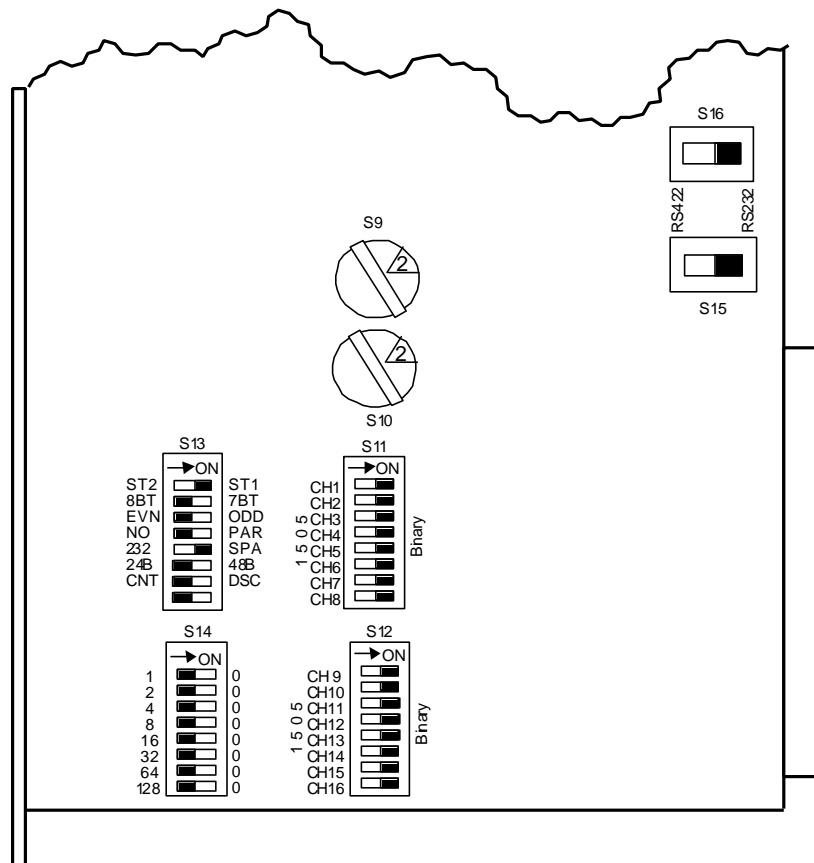 S16
RS422
RS232
S15
S9
2
2
S10
S13
ON
ST2 ST1
8BT 7BT
EVN ODD
NO PAR
232 SPA
24B 48B
CNT DSC
S11
ON
CH1
CH2
CH3
CH4
CH5
CH6
CH7
CH8
1505
Binary
S14
ON
1 0
2 0
4 0
8 0
16 0
32 0
64 0
128 0
S12
ON
CH9
CH10
CH11
CH12
CH13
CH14
CH15
CH16
1505
Binary